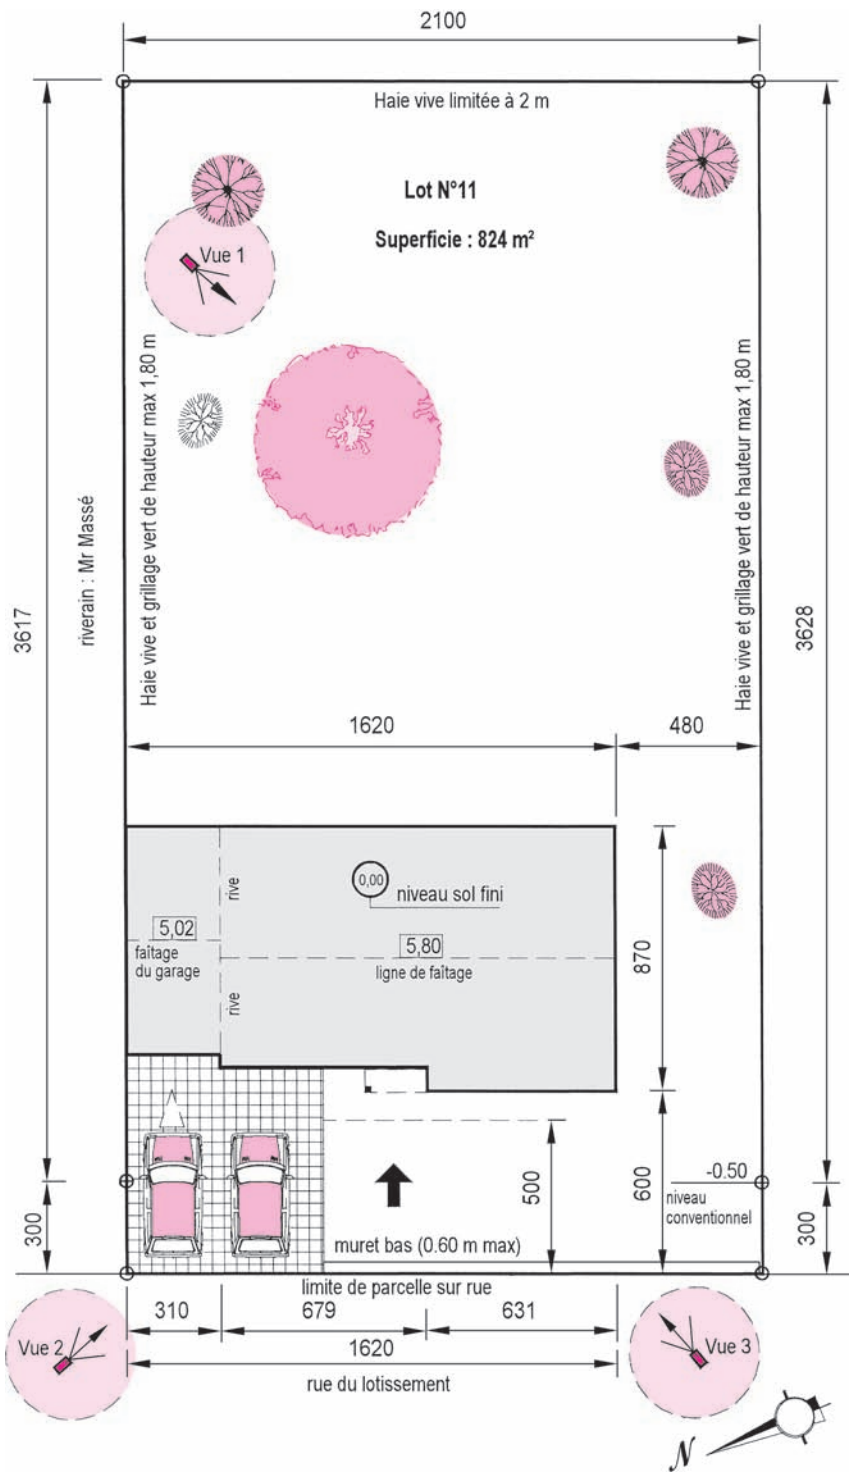 2100
Haie vive limitée à 2 m
Lot N°11
Superficie : 824 m²
Vue 1
Haie vive et grillage vert de hauteur max 1,80 m
Haie vive et grillage vert de hauteur max 1,80 m
riverain : Mr Massé
3617
3628
1620
480
rive
0,00
niveau sol fini
5,02
faîtage
du garage
5,80
ligne de faîtage
870
rive
500
600
-0.50
niveau
conventionnel
300
300
muret bas (0.60 m max)
limite de parcelle sur rue
310
679
631
Vue 2
Vue 3
1620
rue du lotissement
N